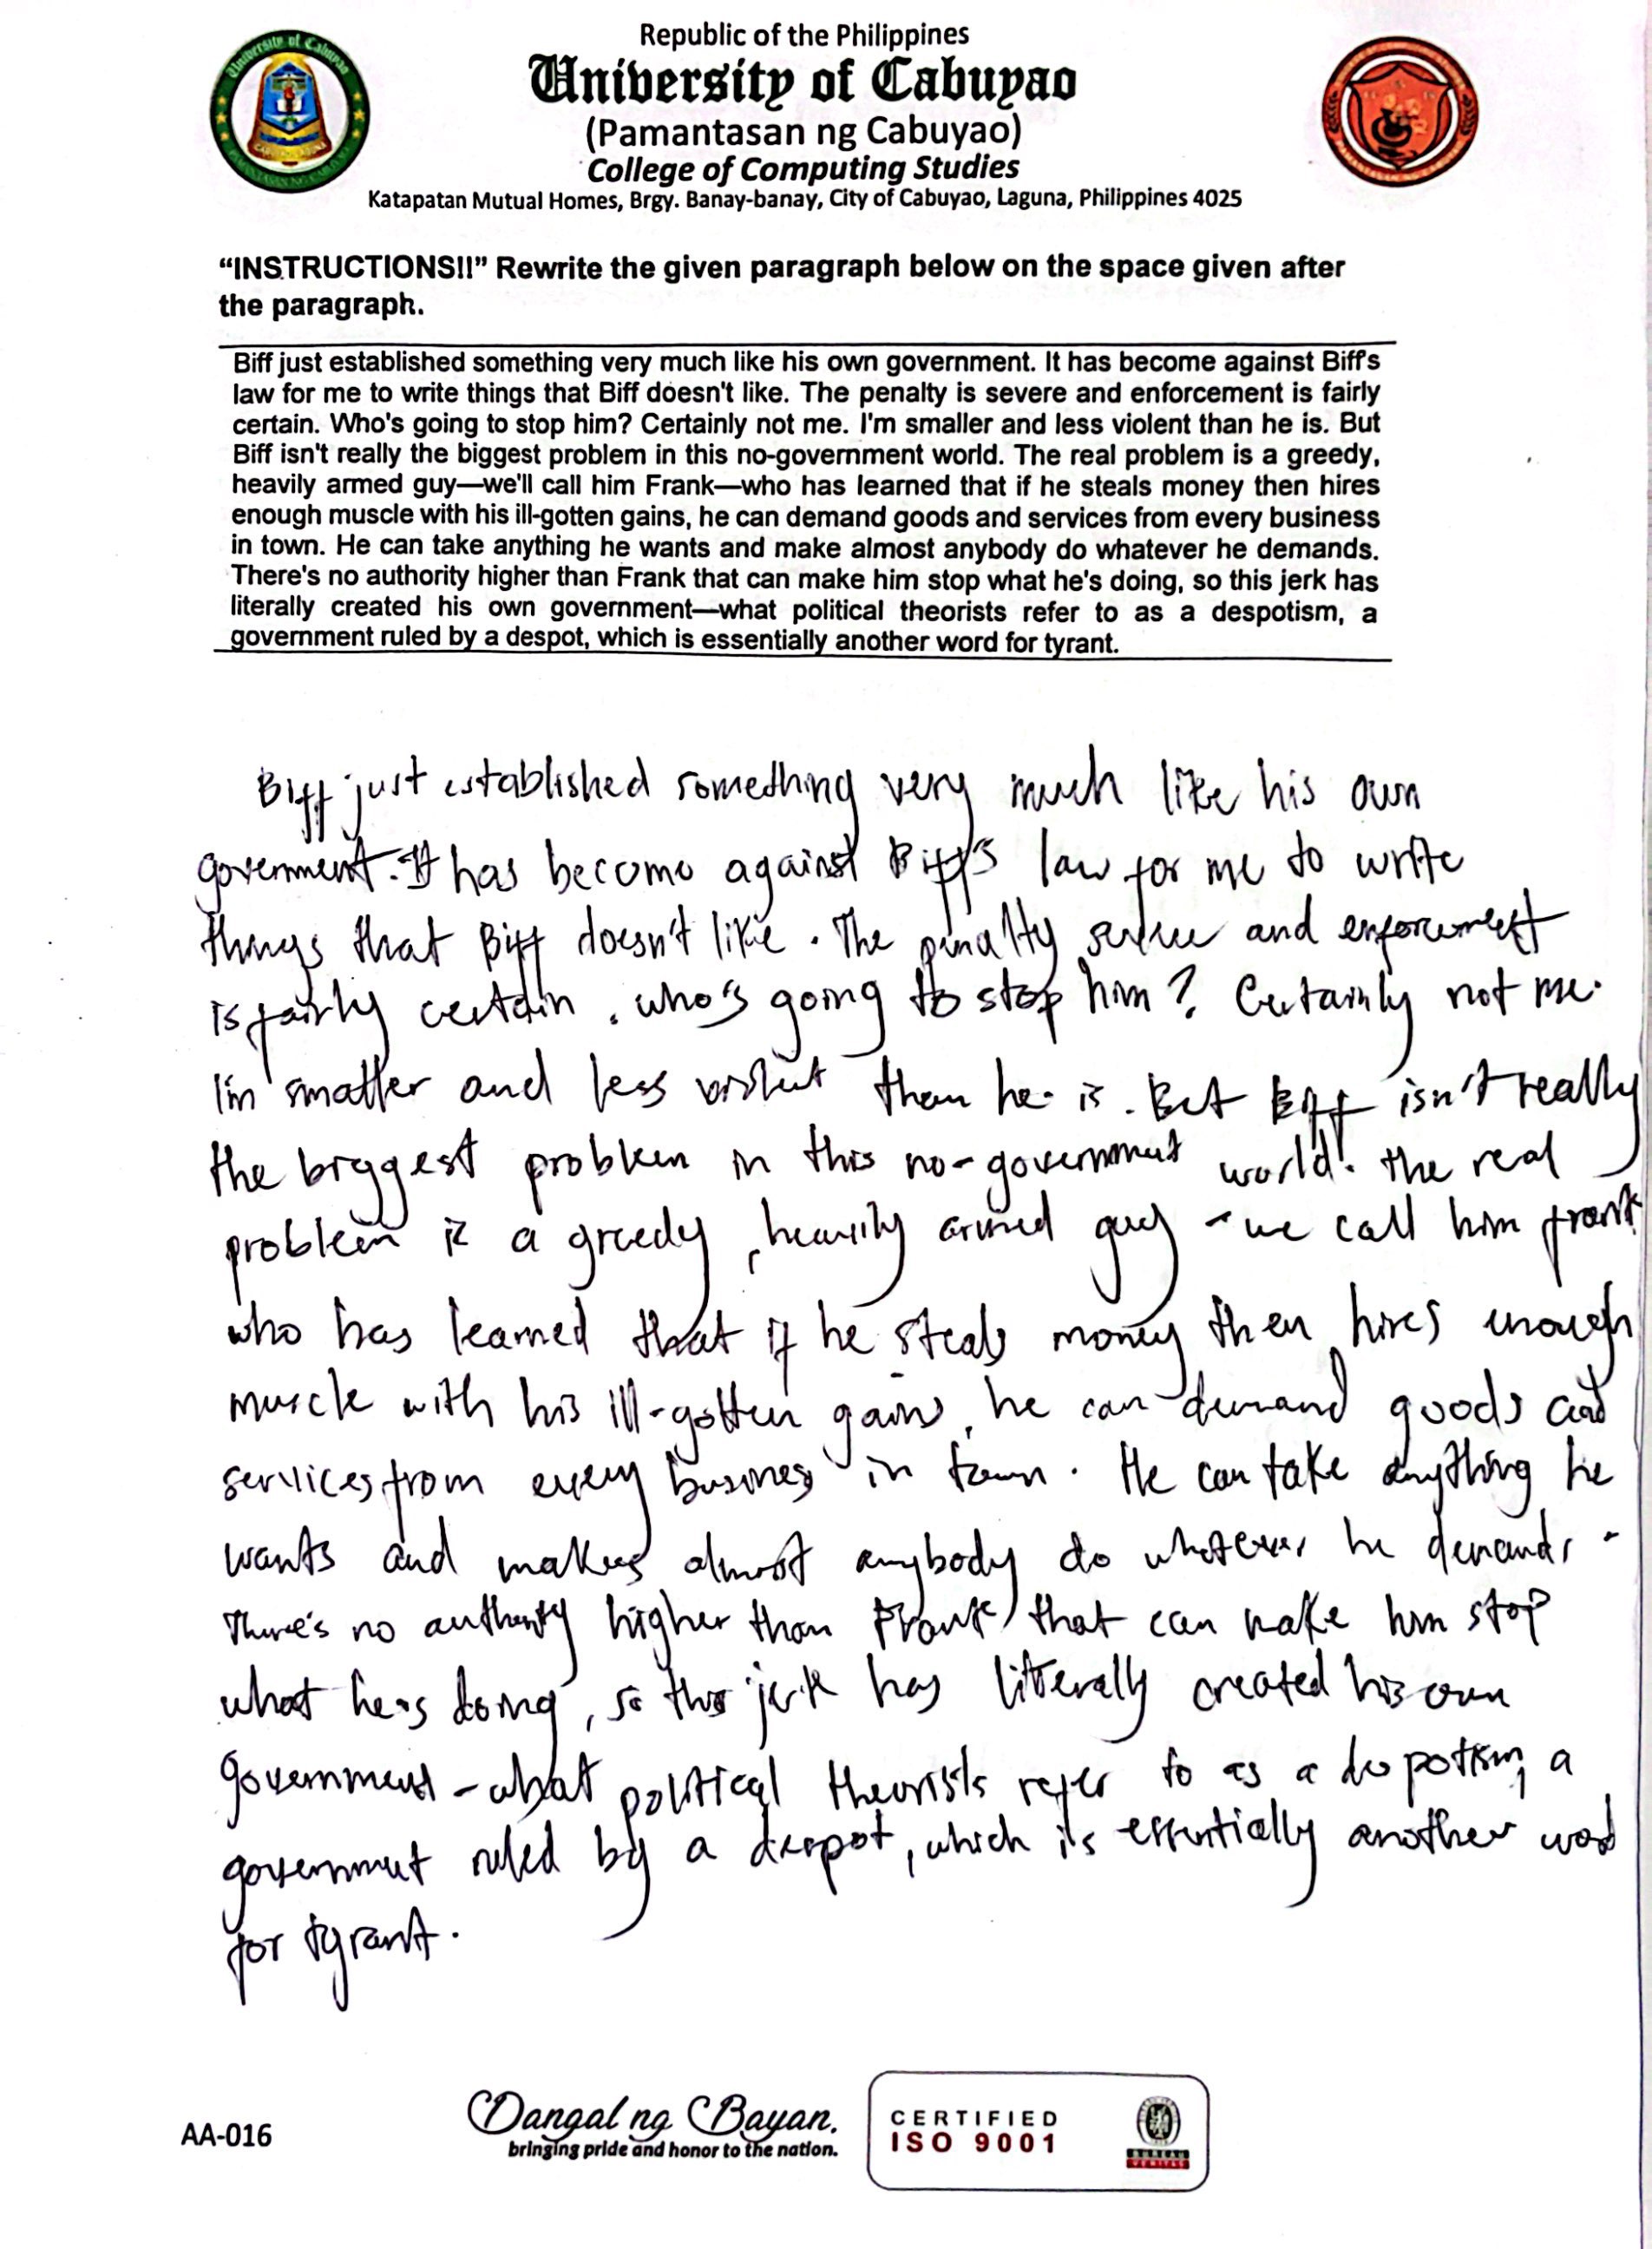 Republic of the Philippines
University of Cabuyao
(Pamantasan ng Cabuyao)
College of Computing Studies
Katapatan Mutual Homes, Brgy. Banay-banay, City of Cabuyao, Laguna, Philippines 4025
“INSTRUCTIONS!!” Rewrite the given paragraph below on the space given after
the paragraph.
Biff just established something very much like his own government. It has become against Biff's
law for me to write things that Biff doesn't like. The penalty is severe and enforcement is fairly
certain. Who's going to stop him? Certainly not me. I'm smaller and less violent than he is. But
Biff isn't really the biggest problem in this no-government world. The real problem is a greedy,
heavily armed guy—we'll call him Frank—who has learned that if he steals money then hires
enough muscle with his ill-gotten gains, he can demand goods and services from every business
in town. He can take anything he wants and make almost anybody do whatever he demands.
There's no authority higher than Frank that can make him stop what he's doing, so this jerk has
literally created his own government—what political theorists refer to as a despotism, a
government ruled by a despot, which is essentially another word for tyrant.
Biff just established something very much like his own
government. It has become against Biff's law for me to write
things that Biff doesn't like. The penalty severe and enforcement
is fairly certain. who's going to stop him? Certainly not me.
I'm smaller and less violent than he is. But Biff isn't really
the biggest problem in this no-government world. the real
problem is a greedy, heavily armed guy - we call him frank
who has learned that if he steals money then hires enough
muscle with his ill-gotten gains, he can demand goods and
services from every business in town. He can take anything he
wants and makes almost anybody do whatever he demands.
There's no authority higher than Frank that can make him stop
what he's doing, so this jerk has literally created his own
government - what political theorists refer to as a despotism, a
government ruled by a despot, which is essentially another word
for tyrant.
AA-016
Dangal ng Bayan.
bringing pride and honor to the nation.
CERTIFIED
ISO 9001
BUREAU
VERITAS